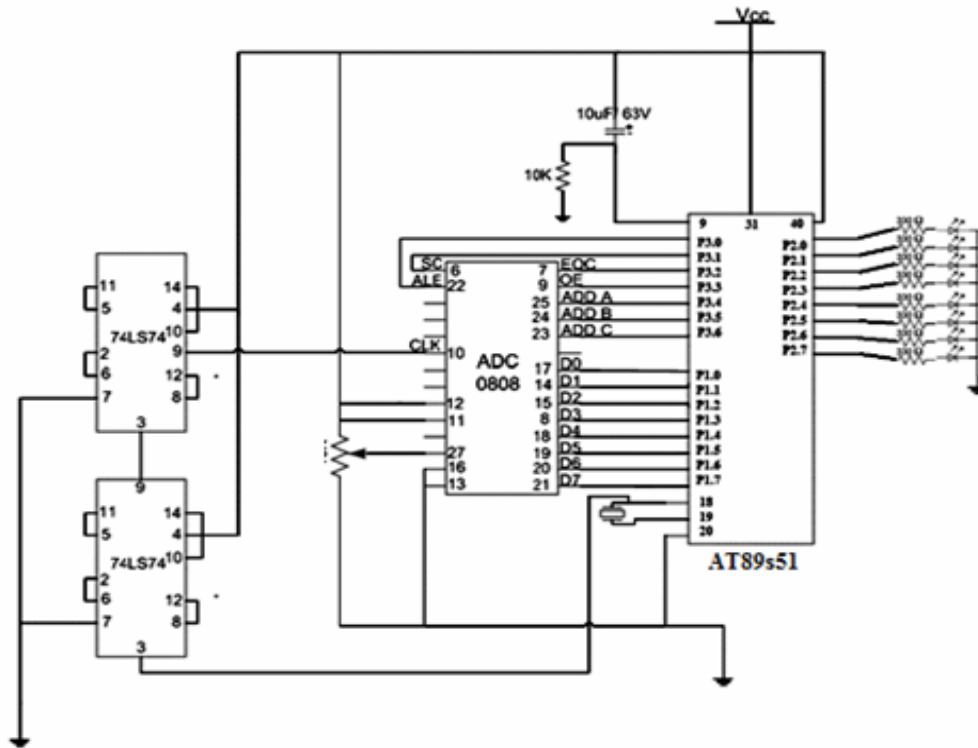 Vcc
10uF/ 63V
10K
9 31 40
P3.0 P2.0
P3.1 P2.1
P3.2 P2.2
P3.3 P2.3
P3.4 P2.4
P3.5 P2.5
P3.6 P2.6
P2.7
P1.0
P1.1
P1.2
P1.3
P1.4
P1.5
P1.6
P1.7
18
19
20
AT89s51
SC 6 7 EOC
ALE 22 9 OE
25 ADD A
24 ADD B
23 ADD C
CLK 10
ADC
0808
17 D0
14 D1
12 15 D2
11 8 D3
18 D4
27 19 D5
16 20 D6
13 21 D7
11 14
5 4
74LS74 10
2 9
6 12
7 8
3
9
11 14
5 4
74LS74 10
2
6 12
7 8
3